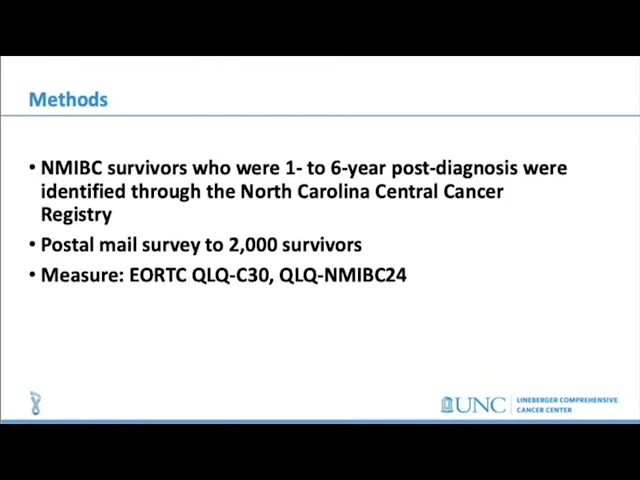 Methods
• NMIBC survivors who were 1- to 6-year post-diagnosis were
identified through the North Carolina Central Cancer
Registry
• Postal mail survey to 2,000 survivors
• Measure: EORTC QLQ-C30, QLQ-NMIBC24
UNC
LINEBERGER COMPREHENSIVE
CANCER CENTER